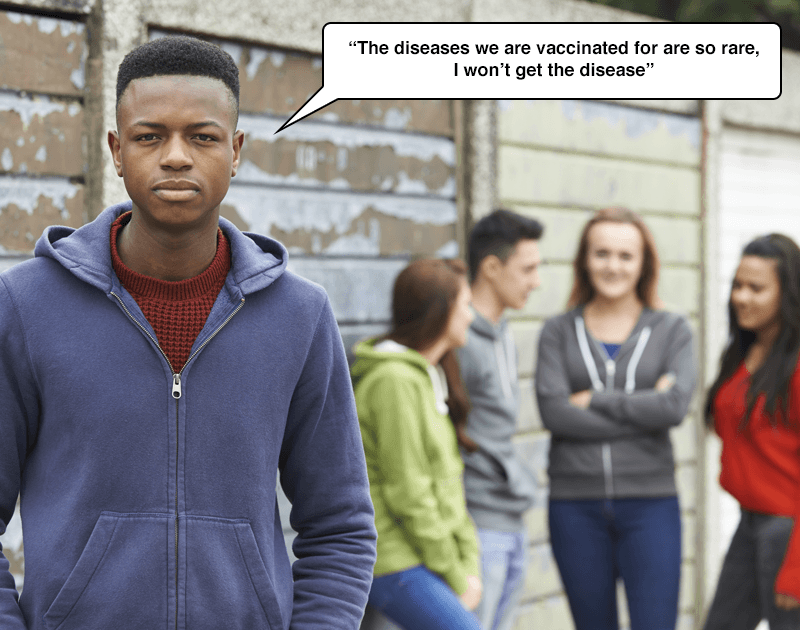 “The diseases we are vaccinated for are so rare,
I won’t get the disease”